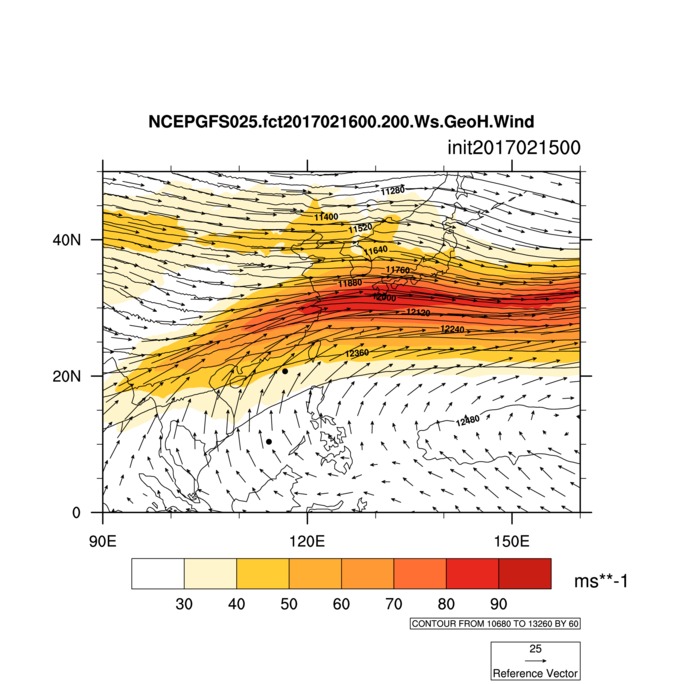 NCEPGFS025.fct2017021600.200.Ws.GeoH.Wind
init2017021500
11280
11400
11520
40N
11640
11760
11880
12000
12120
12240
12360
20N
12480
0
90E 120E 150E
30 40 50 60 70 80 90 ms**-1
CONTOUR FROM 10680 TO 13260 BY 60
25
Reference Vector